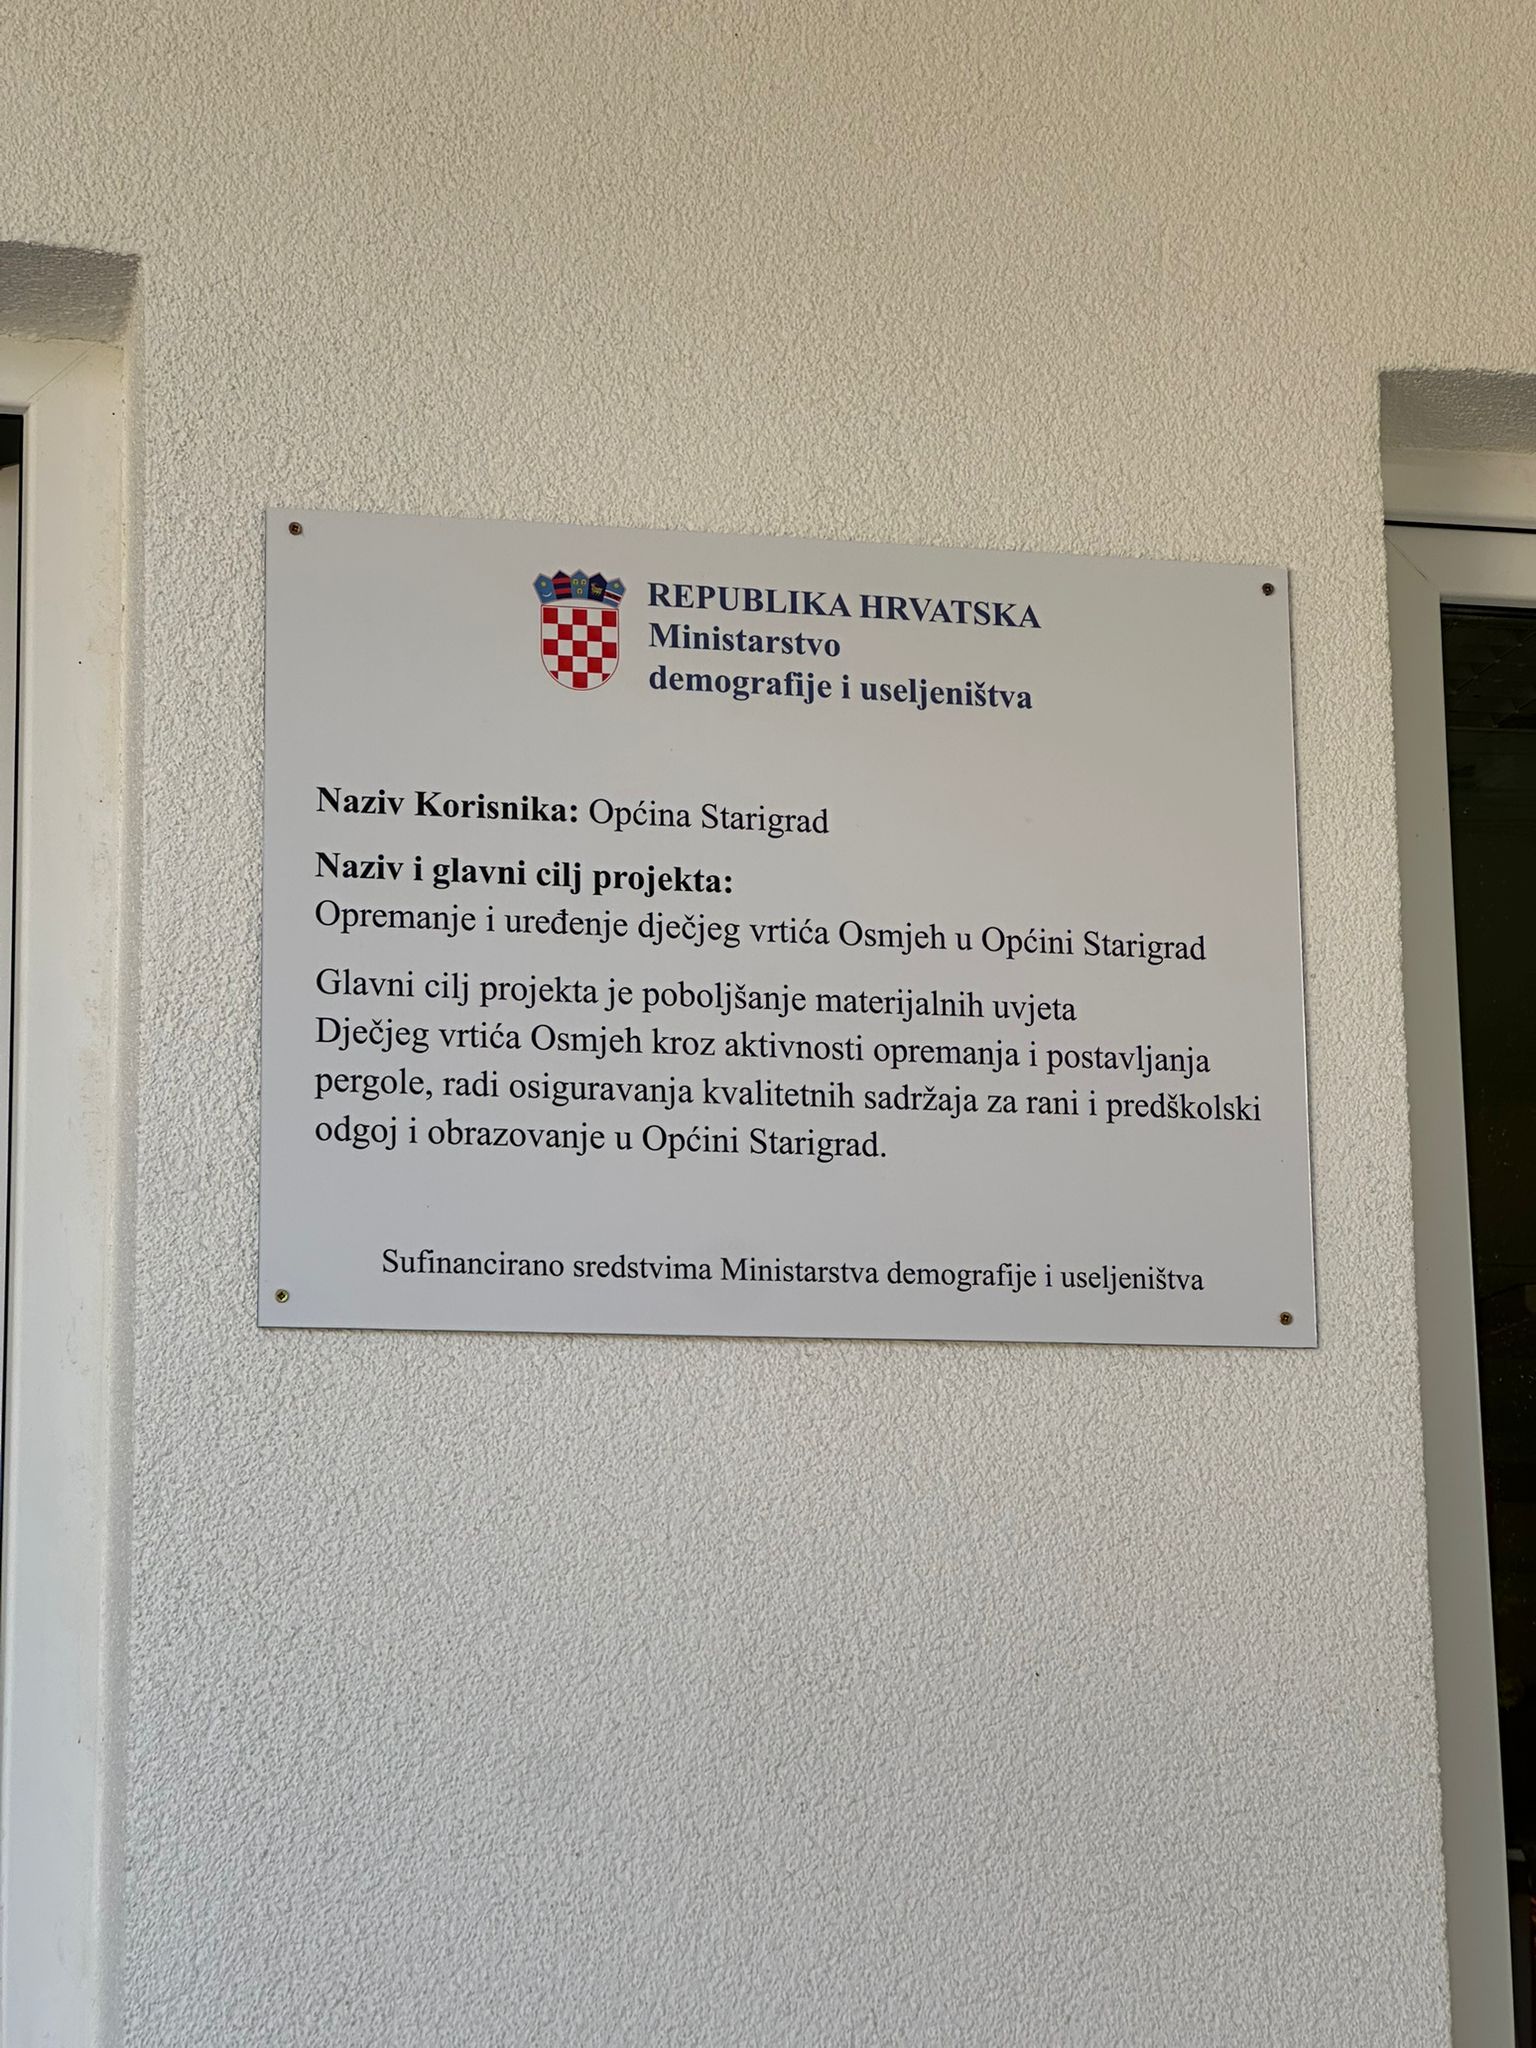 REPUBLIKA HRVATSKA
Ministarstvo
demografije i useljeništva
Naziv Korisnika: Općina Starigrad
Naziv i glavni cilj projekta:
Opremanje i uređenje dječjeg vrtića Osmjeh u Općini Starigrad
Glavni cilj projekta je poboljšanje materijalnih uvjeta
Dječjeg vrtića Osmjeh kroz aktivnosti opremanja i postavljanja
pergole, radi osiguravanja kvalitetnih sadržaja za rani i predškolski
odgoj i obrazovanje u Općini Starigrad.
Sufinancirano sredstvima Ministarstva demografije i useljeništva